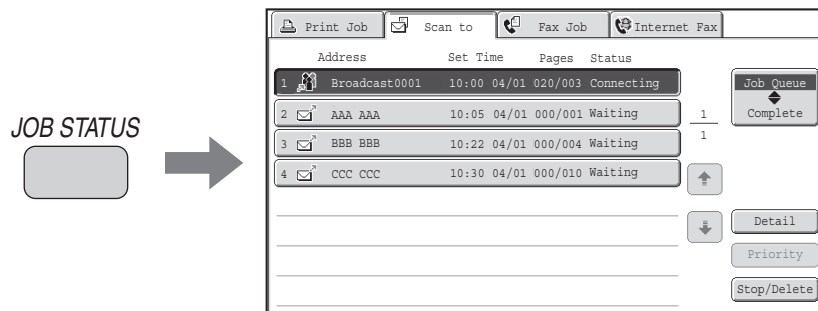 JOB STATUS
Print Job Scan to Fax Job Internet Fax
Address Set Time Pages Status
1 Broadcast0001 10:00 04/01 020/003 Connecting
2 AAA AAA 10:05 04/01 000/001 Waiting
3 BBB BBB 10:22 04/01 000/004 Waiting
4 CCC CCC 10:30 04/01 000/010 Waiting
1
1
Job Queue
Complete
Detail
Priority
Stop/Delete